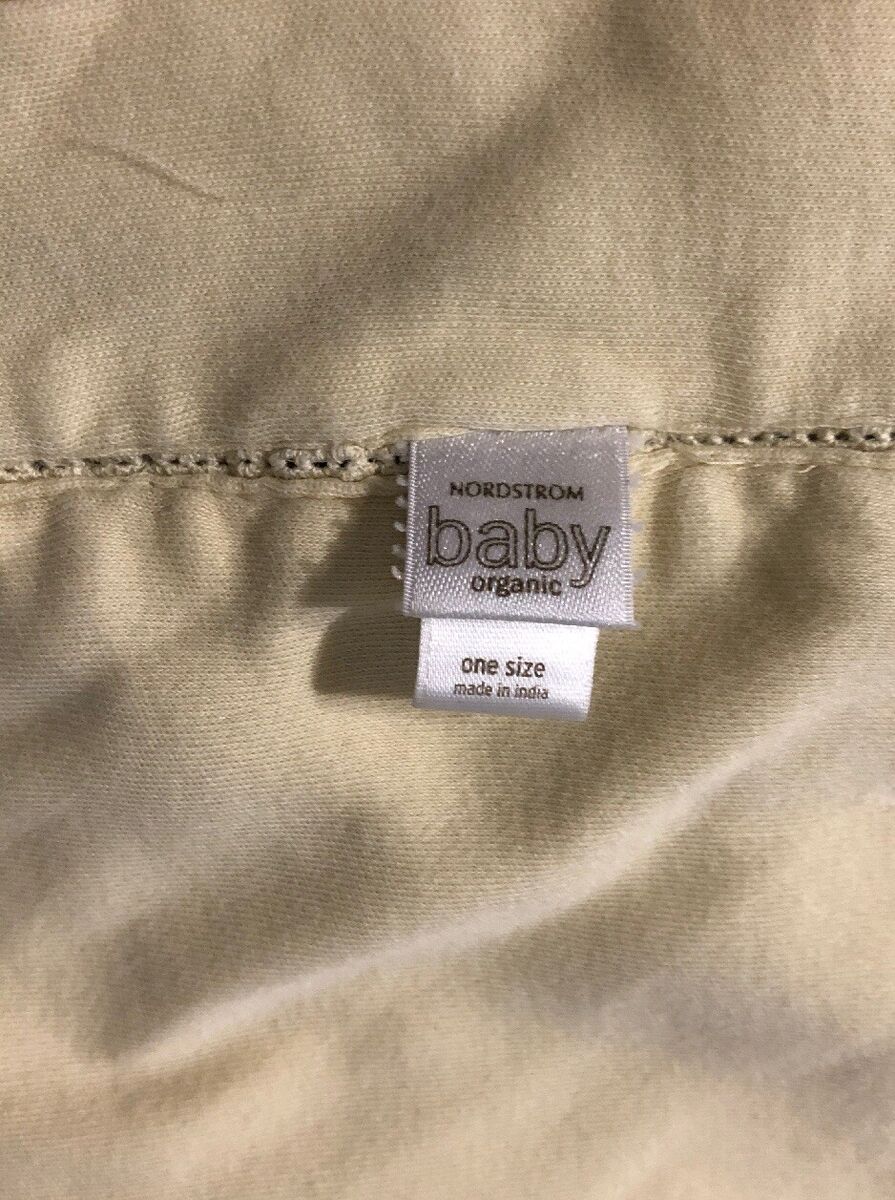 NORDSTROM
baby
organic
one size
made in india